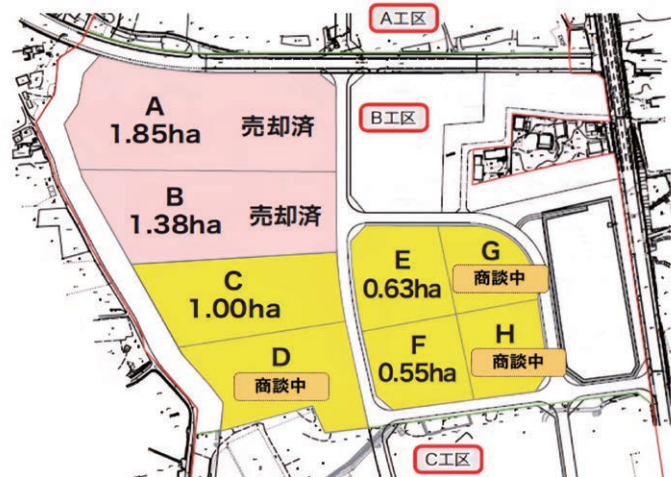 A工区
A
1.85ha 売却済
B工区
B
1.38ha 売却済
C
1.00ha
E
0.63ha
G
商談中
D
商談中
F
0.55ha
H
商談中
C工区